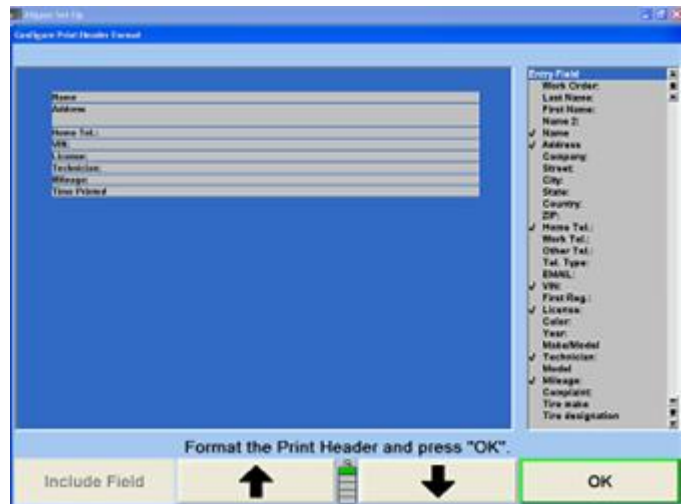 Aligner Set-Up
Configure Print Header Format
Name
Address
Home Tel.:
VIN:
License:
Technician:
Mileage:
Time Printed
Entry Field
Work Order:
Last Name:
First Name:
Name 2:
Name
Address
Company:
Street:
City:
State:
Country:
ZIP:
Home Tel.:
Work Tel.:
Other Tel.:
Tel. Type:
EMAIL:
VIN:
First Reg.:
License:
Color:
Year:
Make/Model
Technician:
Model
Mileage:
Complaint:
Tire make
Tire designation
Format the Print Header and press "OK".
Include Field
OK